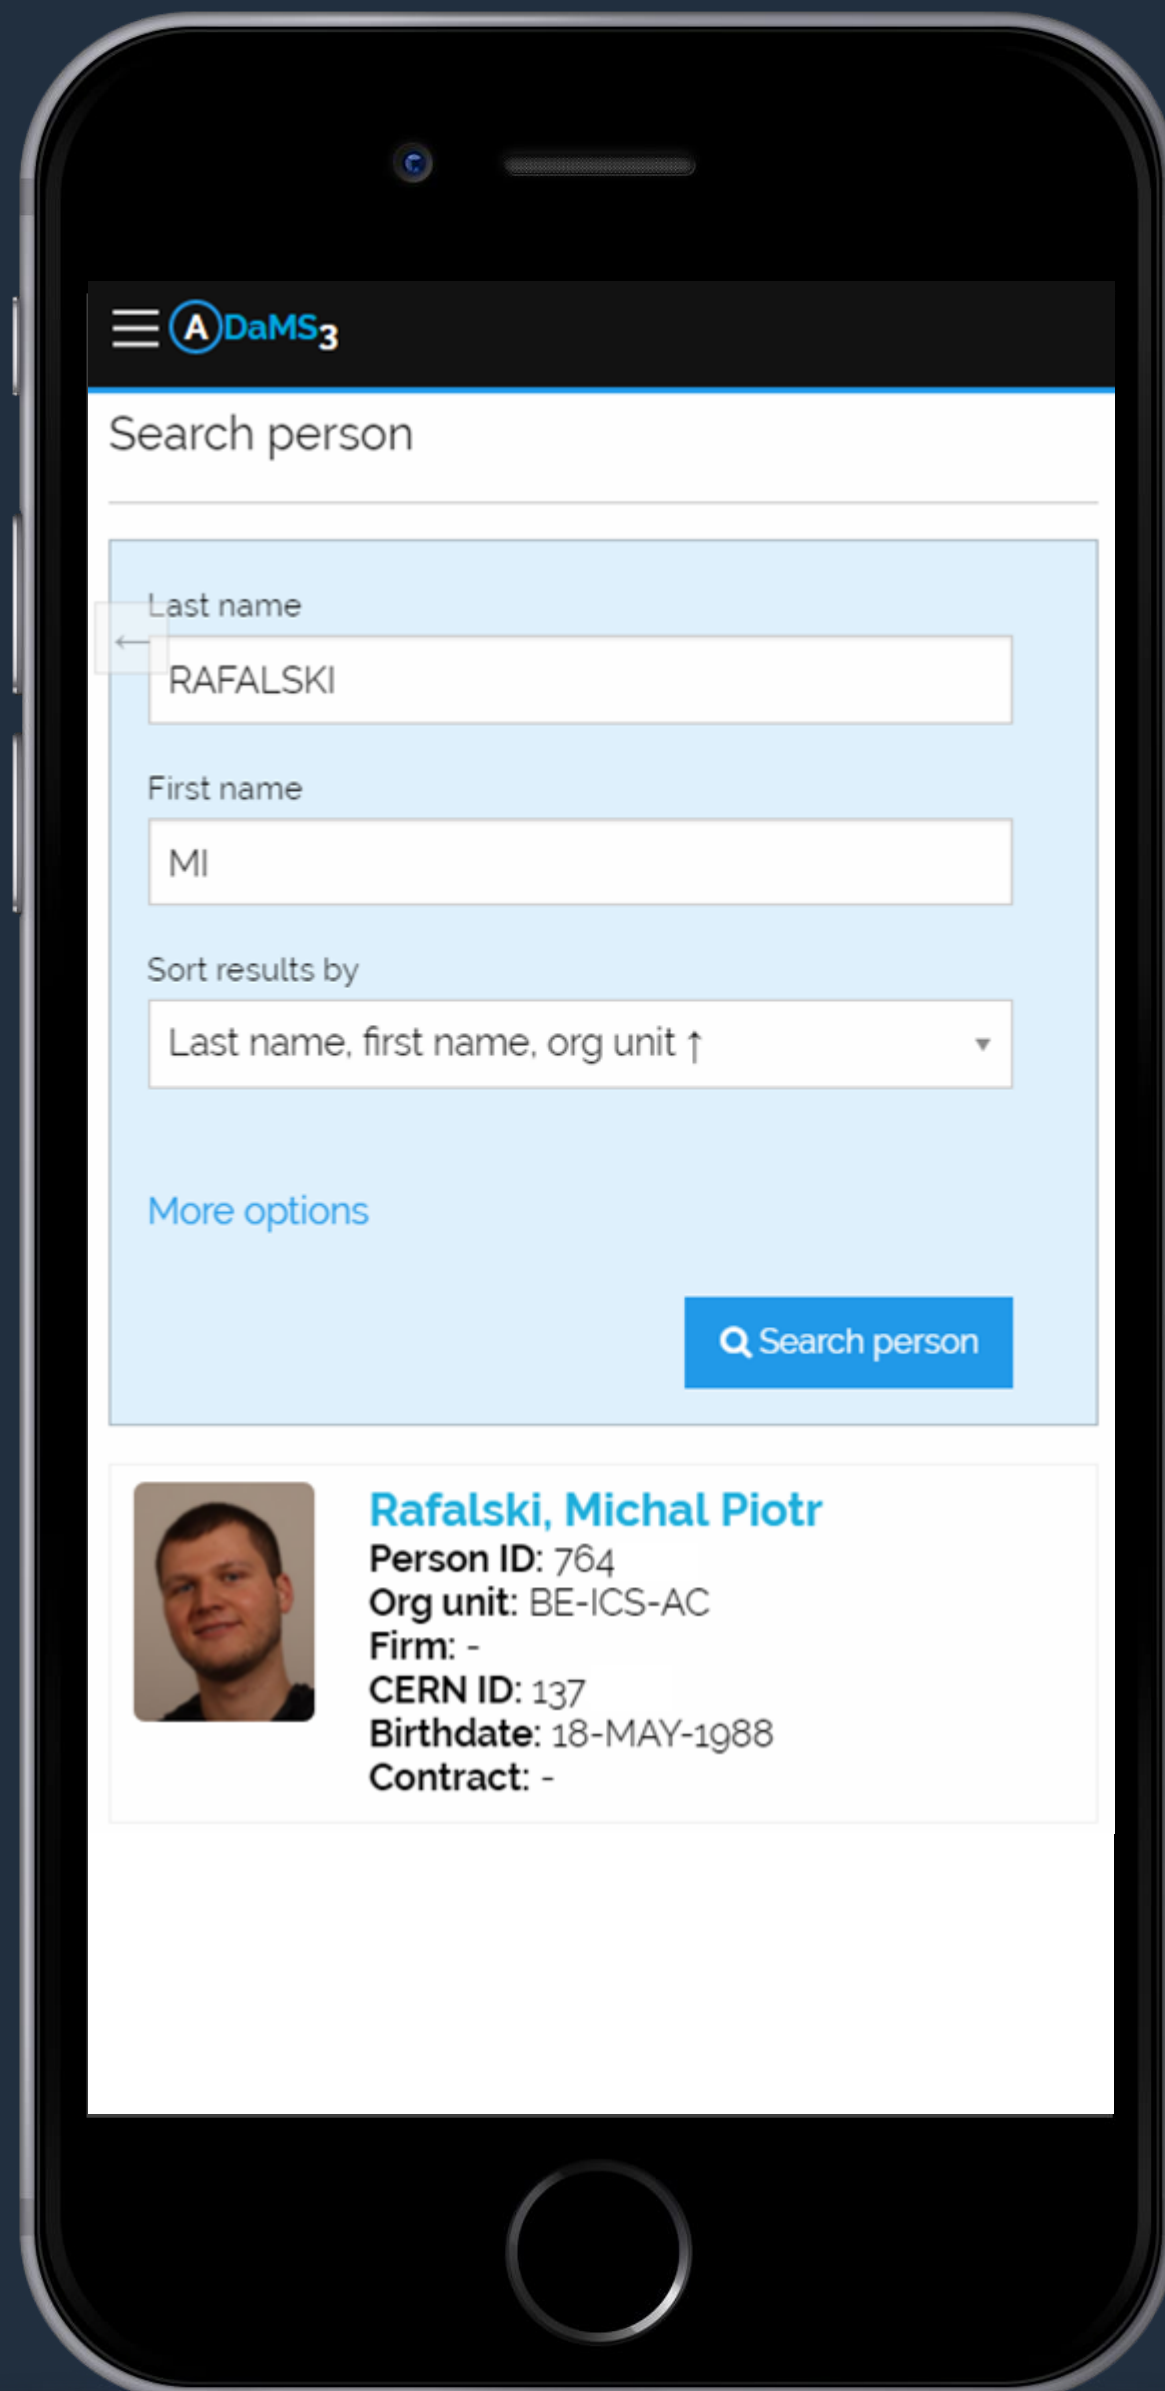 ADaMS3
Search person
Last name
←
RAFALSKI
First name
MI
Sort results by
Last name, first name, org unit ↑
More options
Search person
Rafalski, Michal Piotr
Person ID: 764
Org unit: BE-ICS-AC
Firm: -
CERN ID: 137
Birthdate: 18-MAY-1988
Contract: -